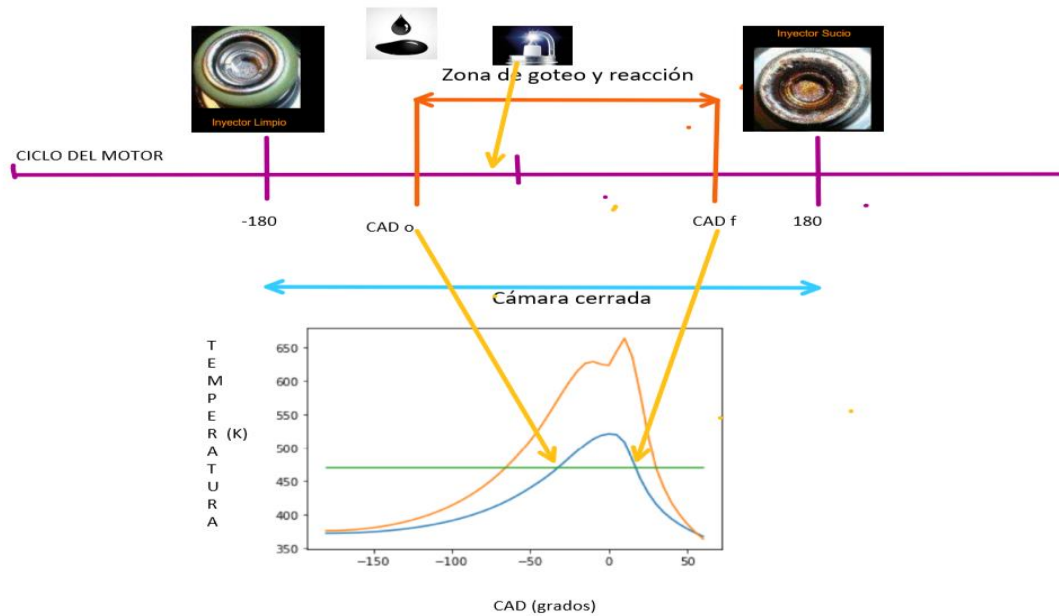 Inyector Limpio
Inyector Sucio
Zona de goteo y reacción
CICLO DEL MOTOR
-180
CAD o
CAD f
180
Cámara cerrada
TEMPERATURA
(K)
650
600
550
500
450
400
350
−150
−100
−50
0
50
CAD (grados)